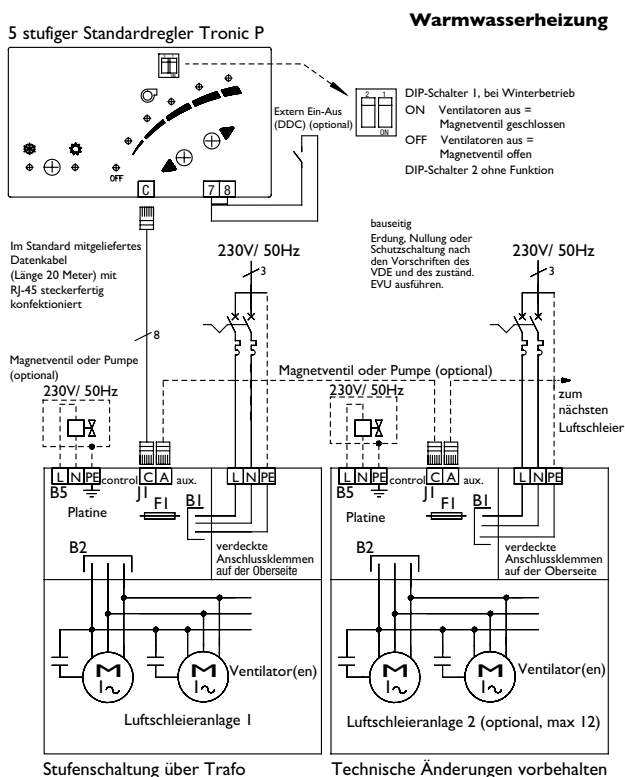 Warmwasserheizung
5 stufiger Standardregler Tronic P
OFF
C
7 8
Extern Ein-Aus
(DDC) (optional)
2 1
ON
DIP-Schalter 1, bei Winterbetrieb
ON Ventilatoren aus =
Magnetventil geschlossen
OFF Ventilatoren aus =
Magnetventil offen
DIP-Schalter 2 ohne Funktion
Im Standard mitgeliefertes
Datenkabel
(Länge 20 Meter) mit
RJ-45 steckerfertig
konfektioniert
8
230V/ 50Hz
3
bauseitig
Erdung, Nullung oder
Schutzschaltung nach
den Vorschriften des
VDE und des zuständ.
EVU ausführen.
230V/ 50Hz
3
Magnetventil oder Pumpe
(optional)
230V/ 50Hz
Magnetventil oder Pumpe (optional)
230V/ 50Hz
zum
nächsten
Luftschleier
L N PE control C A aux. L N PE
B5 J1
F1 B1
Platine
B2
verdeckte
Anschlussklemmen
auf der Oberseite
M
1~
M
1~
Ventilator(en)
Luftschleieranlage 1
L N PE control C A aux. L N PE
B5 J1
F1 B1
Platine
B2
verdeckte
Anschlussklemmen
auf der Oberseite
M
1~
M
1~
Ventilator(en)
Luftschleieranlage 2 (optional, max 12)
Stufenschaltung über Trafo
Technische Änderungen vorbehalten